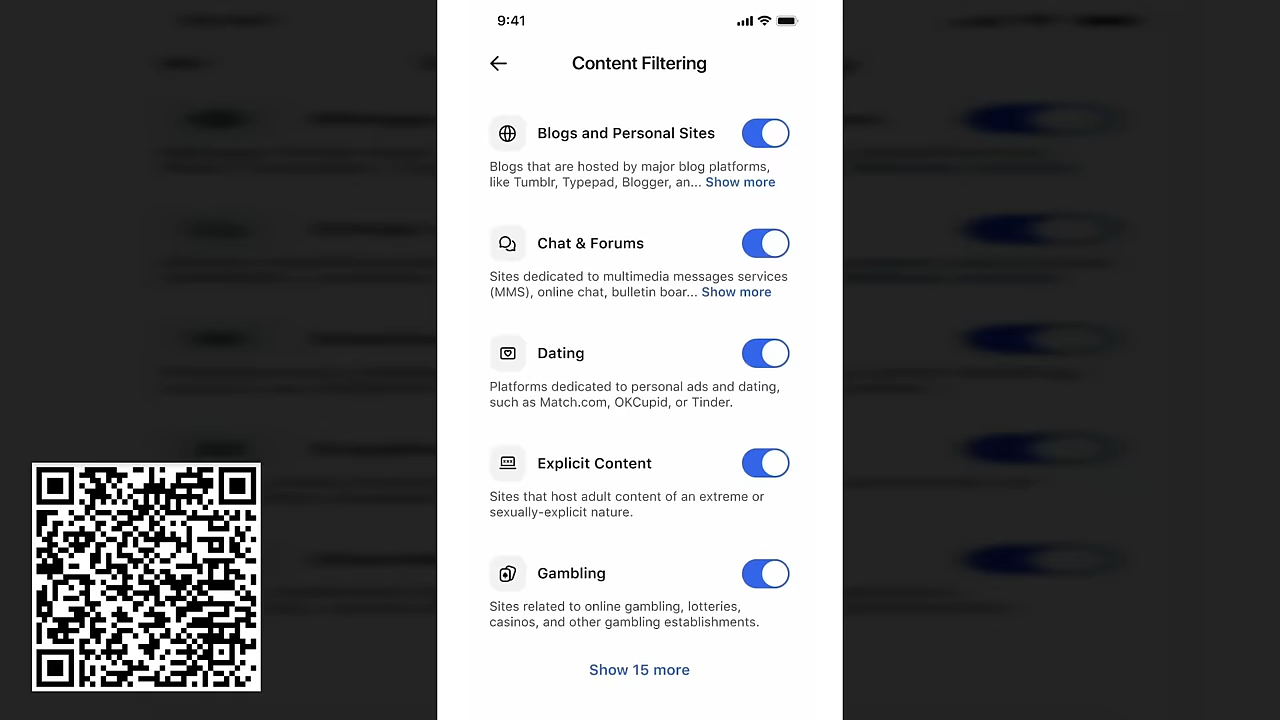 9:41
Content Filtering
Blogs and Personal Sites
Blogs that are hosted by major blog platforms,
like Tumblr, Typepad, Blogger, an... Show more
Chat & Forums
Sites dedicated to multimedia messages services
(MMS), online chat, bulletin boar... Show more
Dating
Platforms dedicated to personal ads and dating,
such as Match.com, OKCupid, or Tinder.
Explicit Content
Sites that host adult content of an extreme or
sexually-explicit nature.
Gambling
Sites related to online gambling, lotteries,
casinos, and other gambling establishments.
Show 15 more